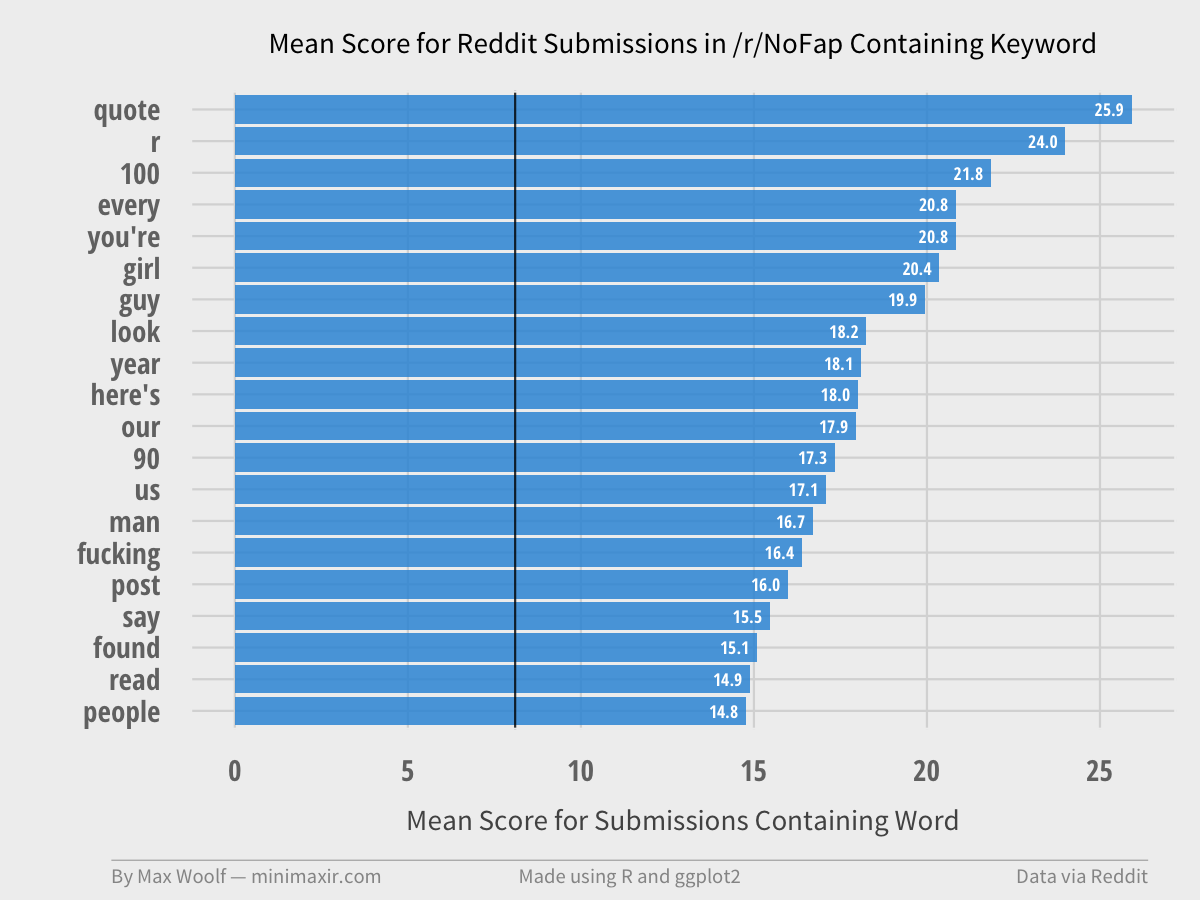 Mean Score for Reddit Submissions in /r/NoFap Containing Keyword
quote 25.9
r 24.0
100 21.8
every 20.8
you're 20.8
girl 20.4
guy 19.9
look 18.2
year 18.1
here's 18.0
our 17.9
90 17.3
us 17.1
man 16.7
fucking 16.4
post 16.0
say 15.5
found 15.1
read 14.9
people 14.8
0 5 10 15 20 25
Mean Score for Submissions Containing Word
By Max Woolf — minimaxir.com Made using R and ggplot2 Data via Reddit